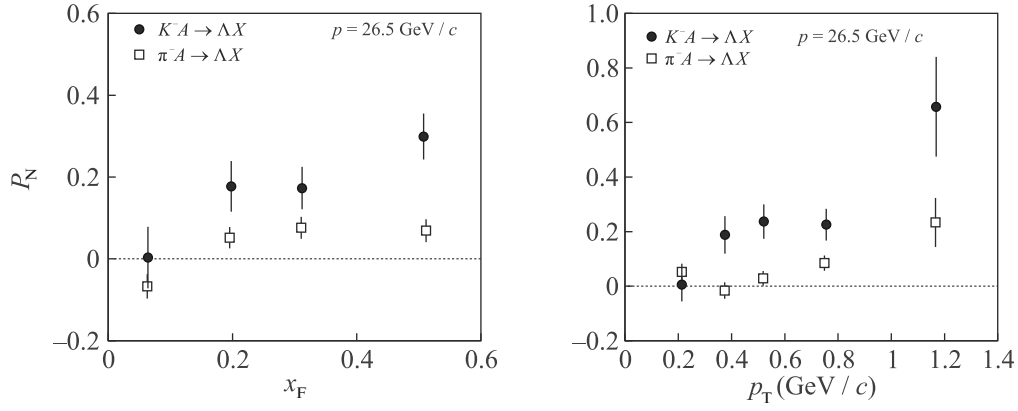 0.6
0.4
0.2
0
–0.2
P_N
K⁻A → ΛX
π⁻A → ΛX
p = 26.5 GeV / c
0 0.2 0.4 0.6
x_F
1.0
0.8
0.6
0.4
0.2
0
–0.2
K⁻A → ΛX
π⁻A → ΛX
p = 26.5 GeV / c
0 0.2 0.4 0.6 0.8 1.0 1.2 1.4
p_T (GeV / c)